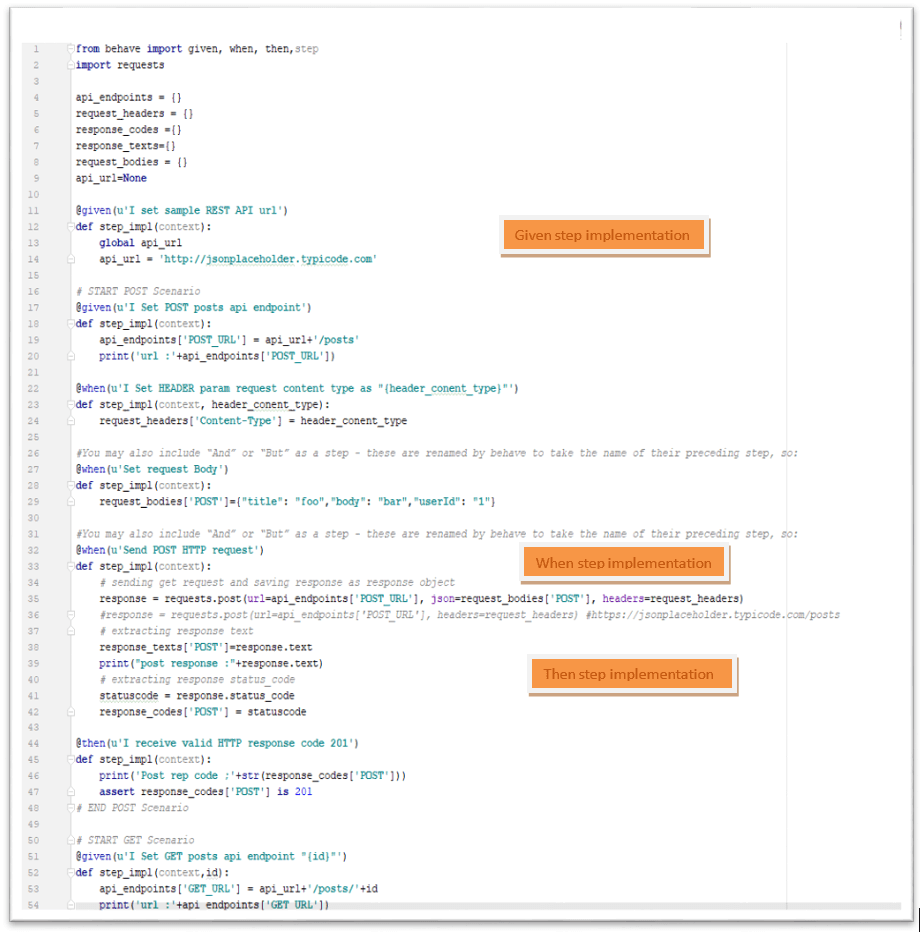 1 from behave import given, when, then,step
2 import requests
3
4 api_endpoints = {}
5 request_headers = {}
6 response_codes ={}
7 response_texts={}
8 request_bodies = {}
9 api_url=None
10
11 @given(u'I set sample REST API url')
12 def step_impl(context):
Given step implementation
13 global api_url
14 api_url = 'http://jsonplaceholder.typicode.com'
15
16 # START POST Scenario
17 @given(u'I Set POST posts api endpoint')
18 def step_impl(context):
19 api_endpoints['POST_URL'] = api_url+'/posts'
20 print('url :'+api_endpoints['POST_URL'])
21
22 @when(u'I Set HEADER param request content type as "{header_conent_type}"')
23 def step_impl(context, header_conent_type):
24 request_headers['Content-Type'] = header_conent_type
25
26 #You may also include "And" or "But" as a step - these are renamed by behave to take the name of their preceding step, so:
27 @when(u'Set request Body')
28 def step_impl(context):
29 request_bodies['POST']={"title": "foo","body": "bar","userId": "1"}
30
31 #You may also include "And" or "But" as a step - these are renamed by behave to take the name of their preceding step, so:
32 @when(u'Send POST HTTP request')
When step implementation
33 def step_impl(context):
34 # sending get request and saving response as response object
35 response = requests.post(url=api_endpoints['POST_URL'], json=request_bodies['POST'], headers=request_headers)
36 #response = requests.post(url=api_endpoints['POST_URL'], headers=request_headers) #https://jsonplaceholder.typicode.com/posts
37 # extracting response text
38 response_texts['POST']=response.text
39 print("post response :"+response.text)
Then step implementation
40 # extracting response status_code
41 statuscode = response.status_code
42 response_codes['POST'] = statuscode
43
44 @then(u'I receive valid HTTP response code 201')
45 def step_impl(context):
46 print('Post rep code ;'+str(response_codes['POST']))
47 assert response_codes['POST'] is 201
48 # END POST Scenario
49
50 # START GET Scenario
51 @given(u'I Set GET posts api endpoint "{id}"')
52 def step_impl(context,id):
53 api_endpoints['GET_URL'] = api_url+'/posts/'+id
54 print('url :'+api_endpoints['GET_URL'])